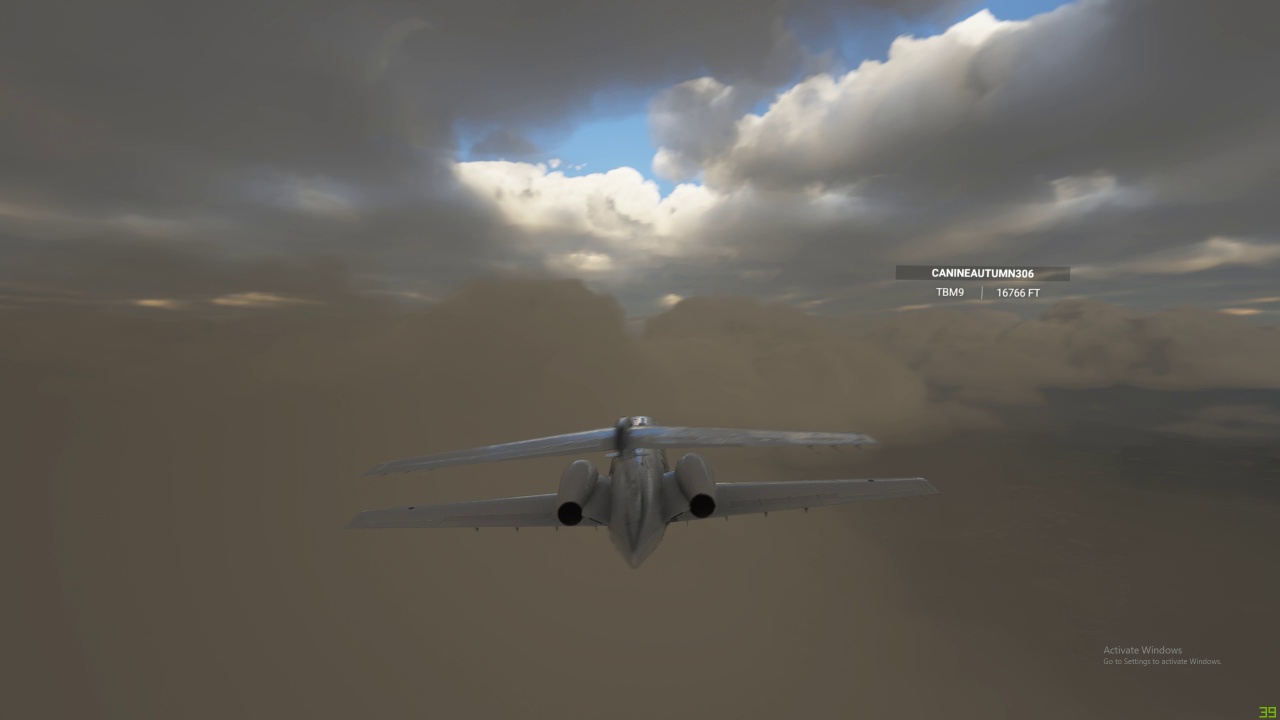 CANINEAUTUMN306
TBM9 | 16766 FT
Activate Windows
Go to Settings to activate Windows.
39